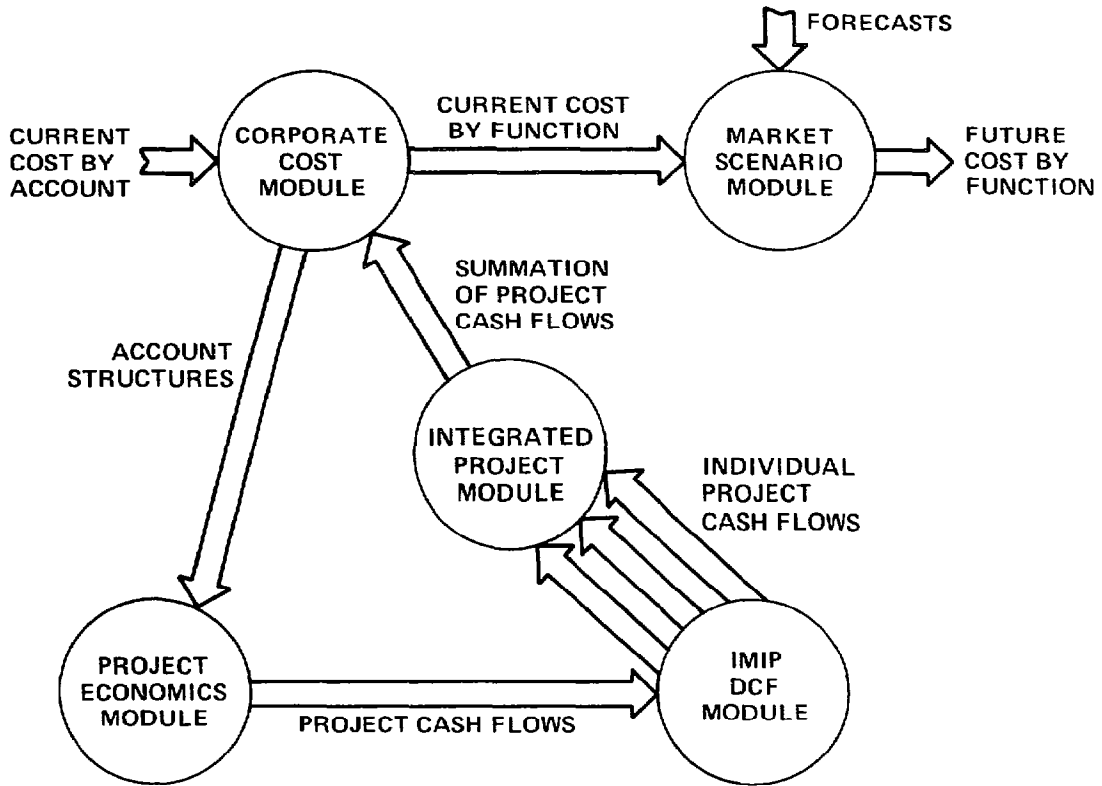 FORECASTS
CURRENT
COST BY
ACCOUNT
CORPORATE
COST
MODULE
CURRENT COST
BY FUNCTION
MARKET
SCENARIO
MODULE
FUTURE
COST BY
FUNCTION
SUMMATION
OF PROJECT
CASH FLOWS
ACCOUNT
STRUCTURES
INTEGRATED
PROJECT
MODULE
INDIVIDUAL
PROJECT
CASH FLOWS
PROJECT
ECONOMICS
MODULE
PROJECT CASH FLOWS
IMIP
DCF
MODULE